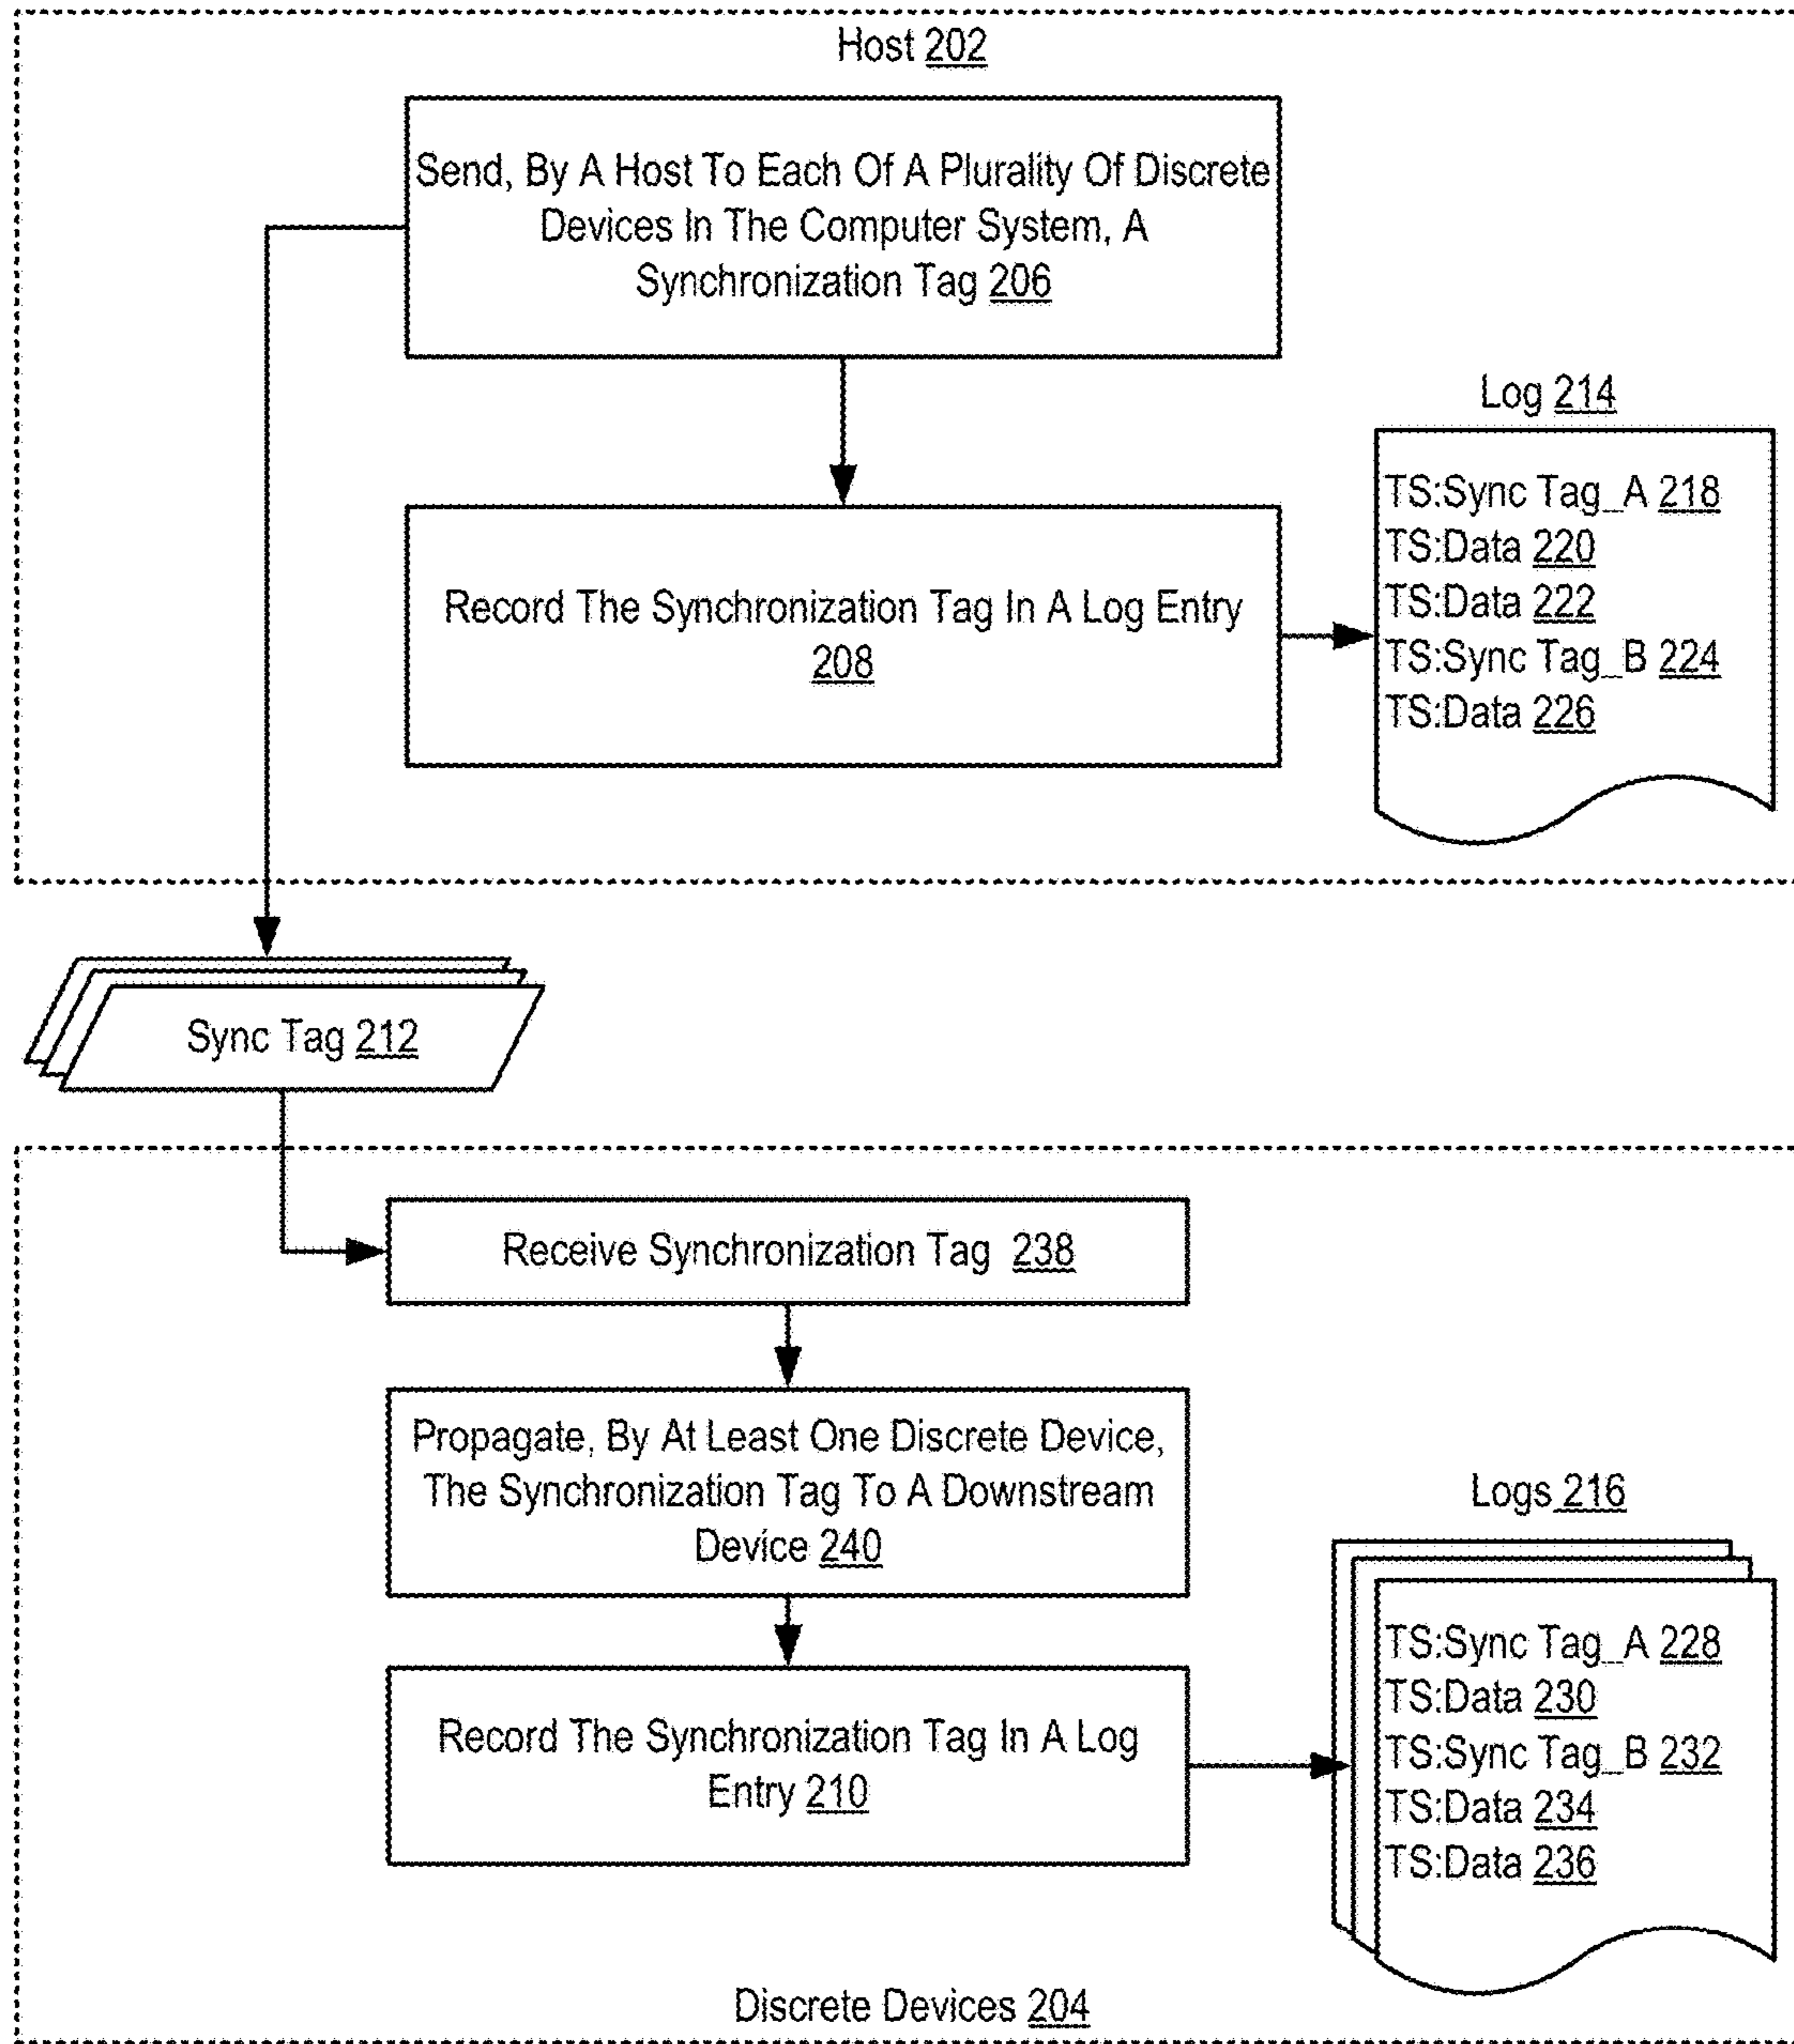 Host 202
Send, By A Host To Each Of A Plurality Of Discrete
Devices In The Computer System, A
Synchronization Tag 206
Log 214
Record The Synchronization Tag In A Log Entry
208
TS:Sync Tag_A 218
TS:Data 220
TS:Data 222
TS:Sync Tag_B 224
TS:Data 226
Sync Tag 212
Receive Synchronization Tag 238
Propagate, By At Least One Discrete Device,
The Synchronization Tag To A Downstream
Device 240
Logs 216
Record The Synchronization Tag In A Log
Entry 210
TS:Sync Tag_A 228
TS:Data 230
TS:Sync Tag_B 232
TS:Data 234
TS:Data 236
Discrete Devices 204